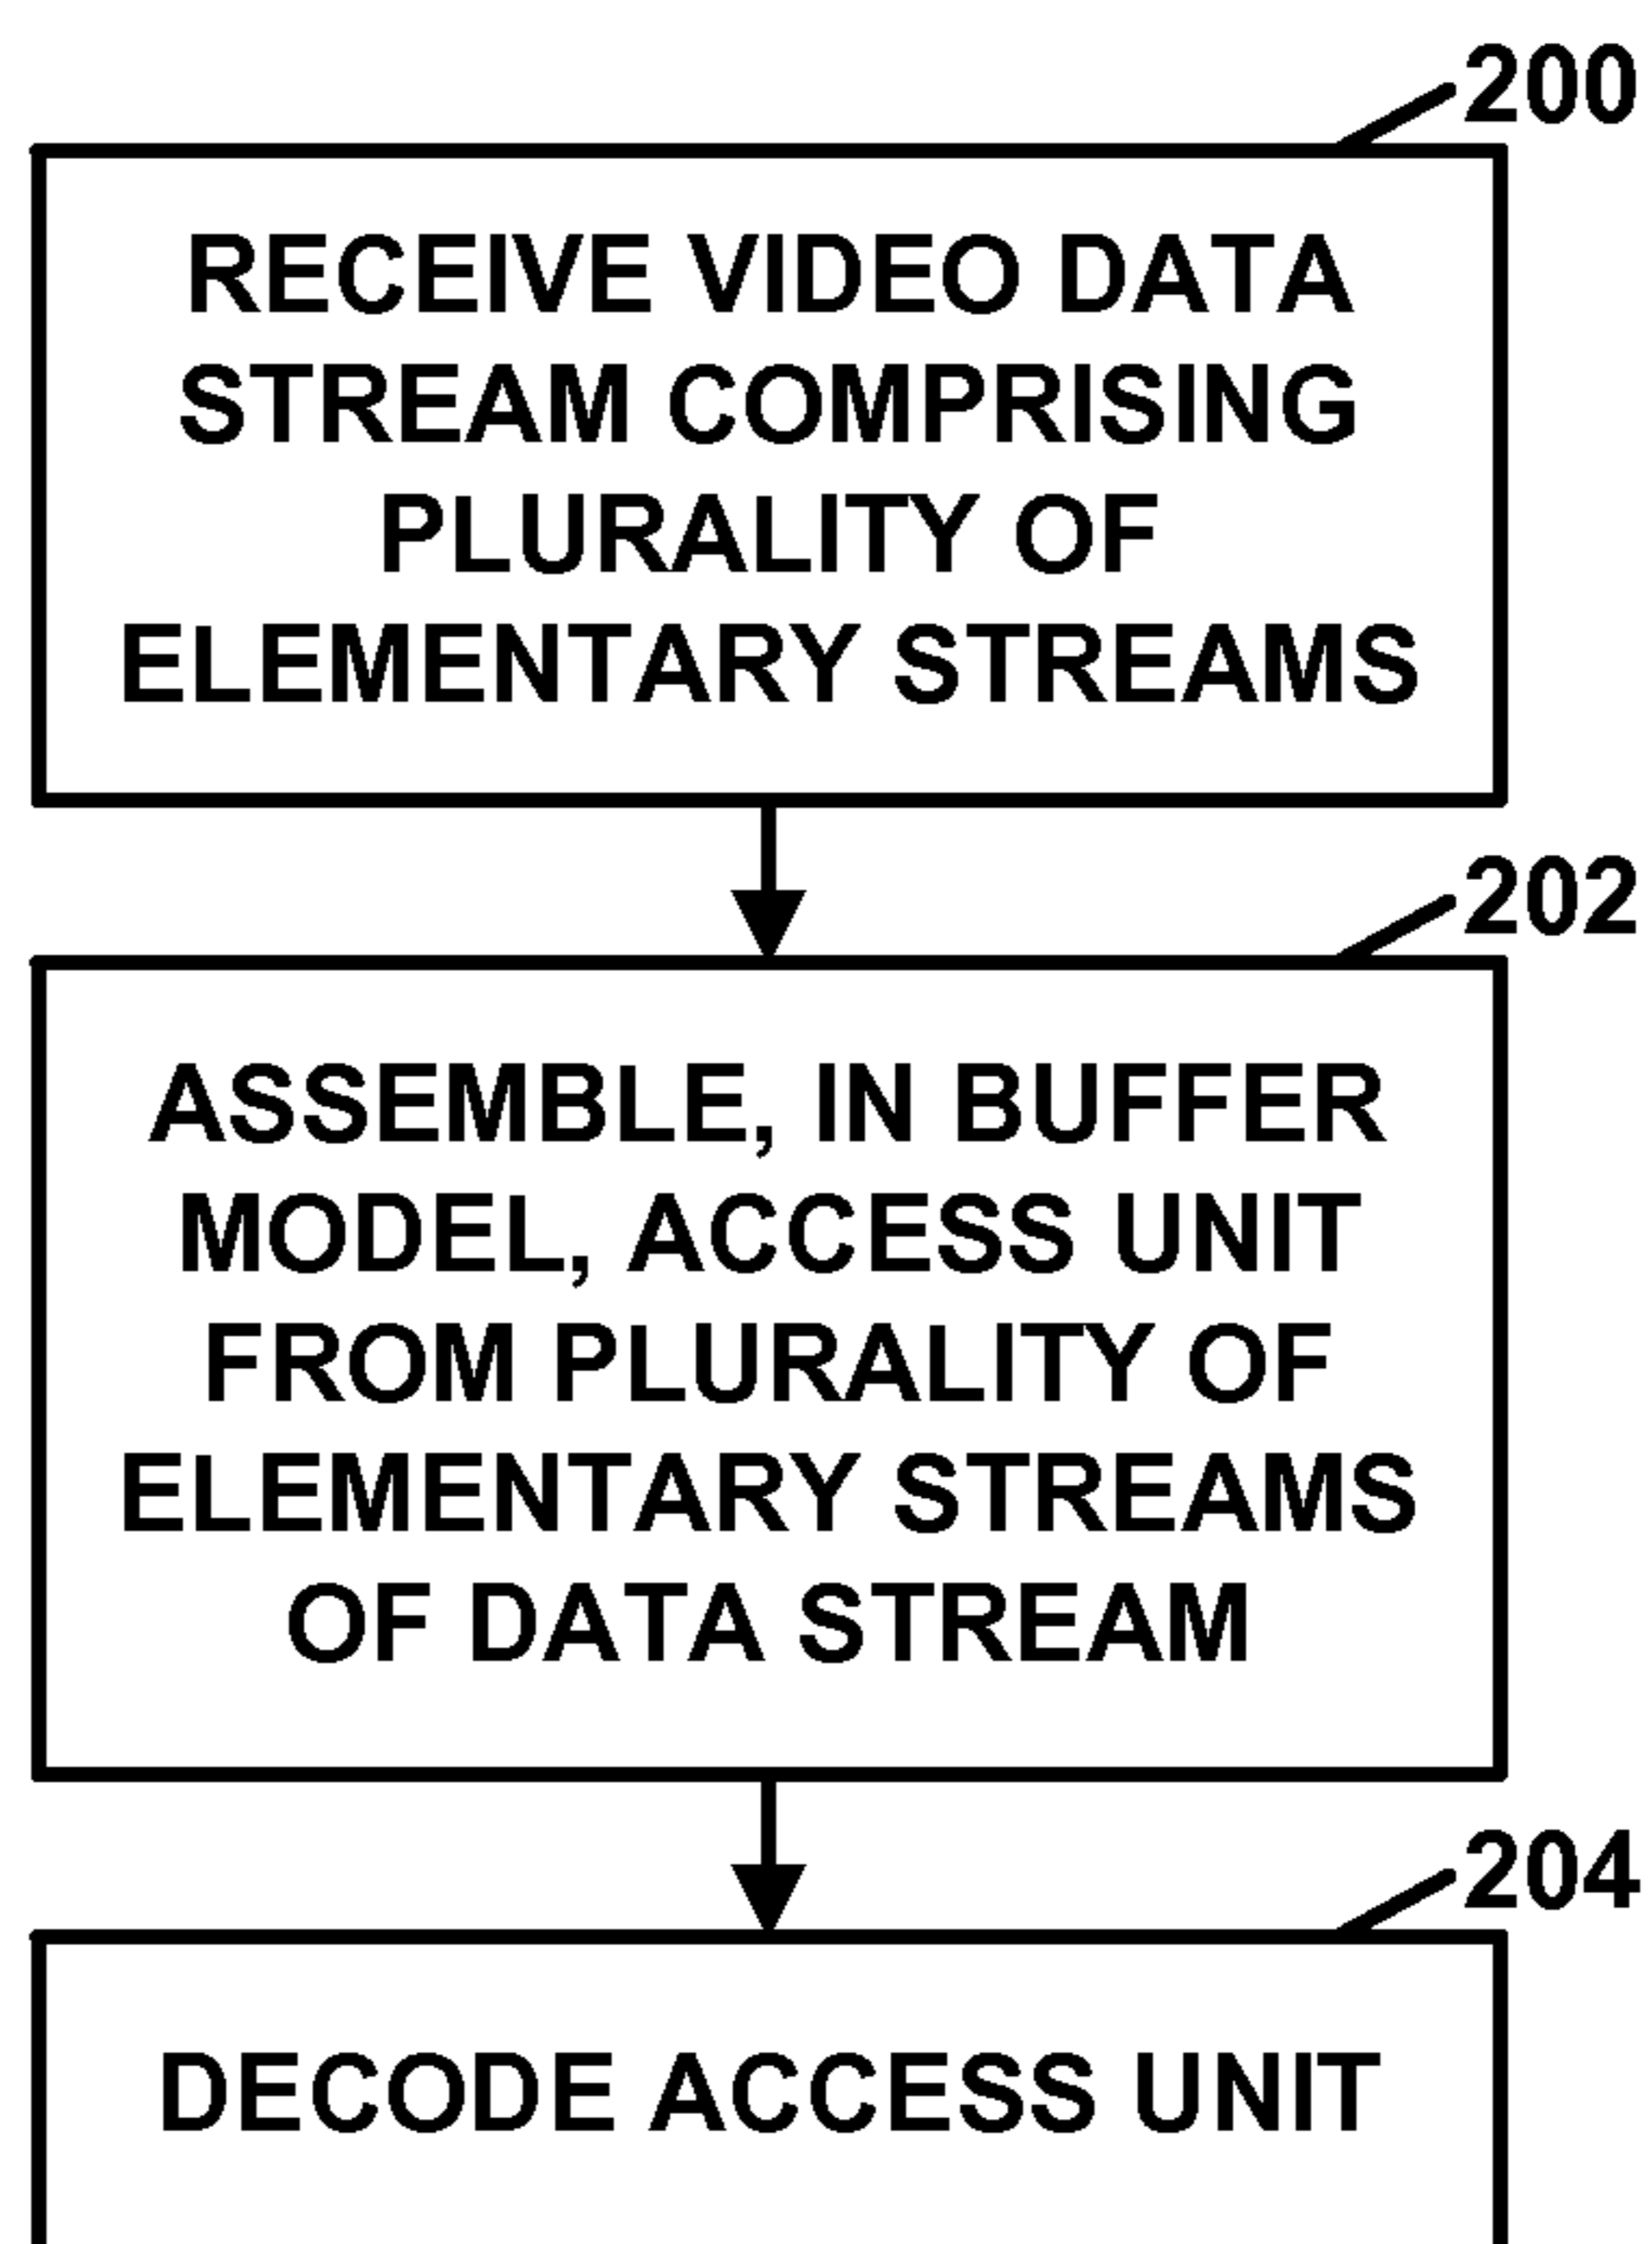 200
RECEIVE VIDEO DATA
STREAM COMPRISING
PLURALITY OF
ELEMENTARY STREAMS
202
ASSEMBLE, IN BUFFER
MODEL, ACCESS UNIT
FROM PLURALITY OF
ELEMENTARY STREAMS
OF DATA STREAM
204
DECODE ACCESS UNIT